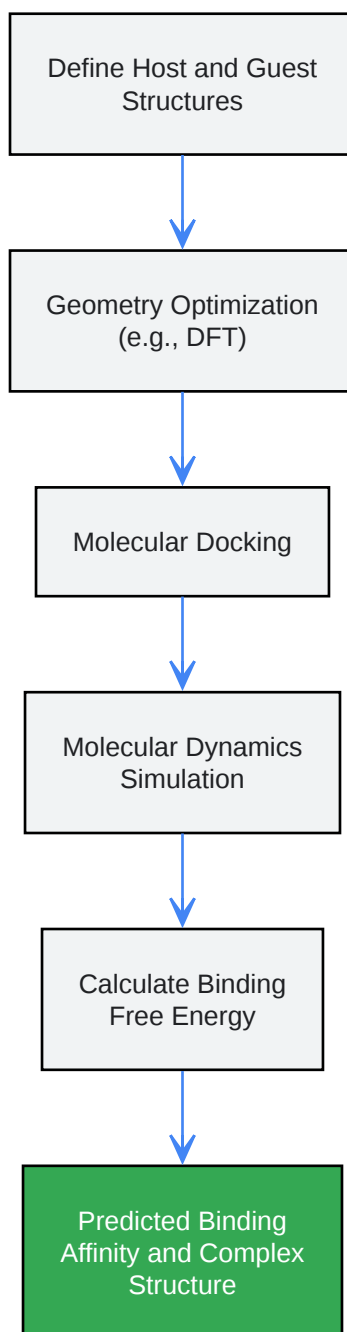 Define Host and Guest
Structures
Geometry Optimization
(e.g., DFT)
Molecular Docking
Molecular Dynamics
Simulation
Calculate Binding
Free Energy
Predicted Binding
Affinity and Complex
Structure